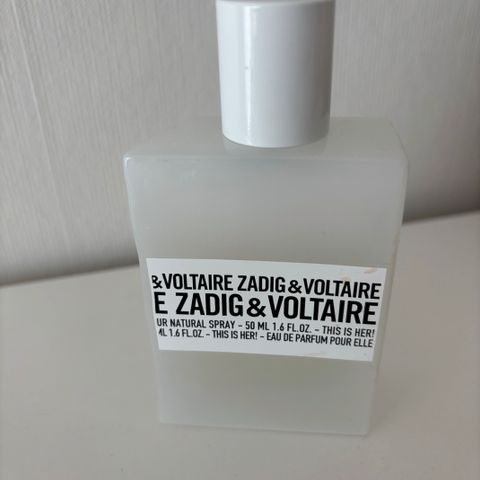 &VOLTAIRE ZADIG&VOLTAIRE
E ZADIG&VOLTAIRE
UR NATURAL SPRAY – 50 ML 1.6 FL.OZ. – THIS IS HER!
ML 1.6 FL.OZ. – THIS IS HER! – EAU DE PARFUM POUR ELLE